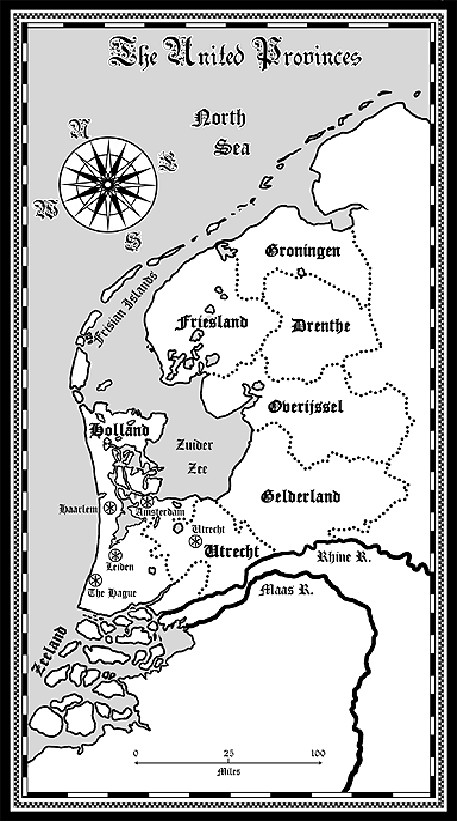 The United Provinces
North
Sea
N
E
W
S
Groningen
Frisian Islands
Friesland
Drenthe
Overijssel
Holland
Zuider
Zee
Gelderland
Haarlem
Amsterdam
Utrecht
Utrecht
Rhine R.
Leiden
The Hague
Maas R.
Zeeland
0 25 100
Miles